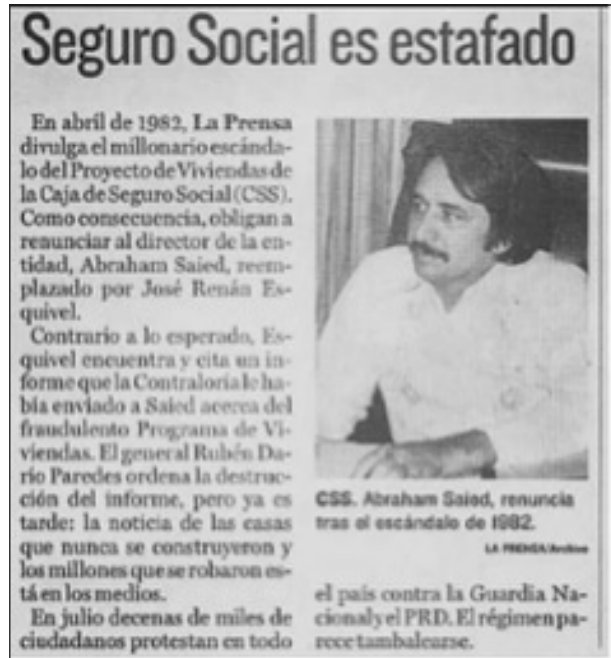 Seguro Social es estafado
En abril de 1982, La Prensa
divulga el millonario escánda-
lo del Proyecto de Viviendas de
la Caja de Seguro Social (CSS).
Como consecuencia, obligan a
renunciar al director de la en-
tidad, Abraham Saied, reem-
plazado por José Renán Es-
quivel.
Contrario a lo esperado, Es-
quivel encuentra y cita un in-
forme que la Contraloría le ha-
bía enviado a Saied acerca del
fraudulento Programa de Vi-
viendas. El general Rubén Da-
río Paredes ordena la destruc-
ción del informe, pero ya es
tarde: la noticia de las casas
que nunca se construyeron y
los millones que se robaron es-
tá en los medios.
En julio decenas de miles de
ciudadanos protestan en todo
CSS. Abraham Saied, renuncia
tras el escándalo de 1982.
LA PRENSA/Archivo
el país contra la Guardia Na-
cional y el PRD. El régimen pa-
rece tambalearse.